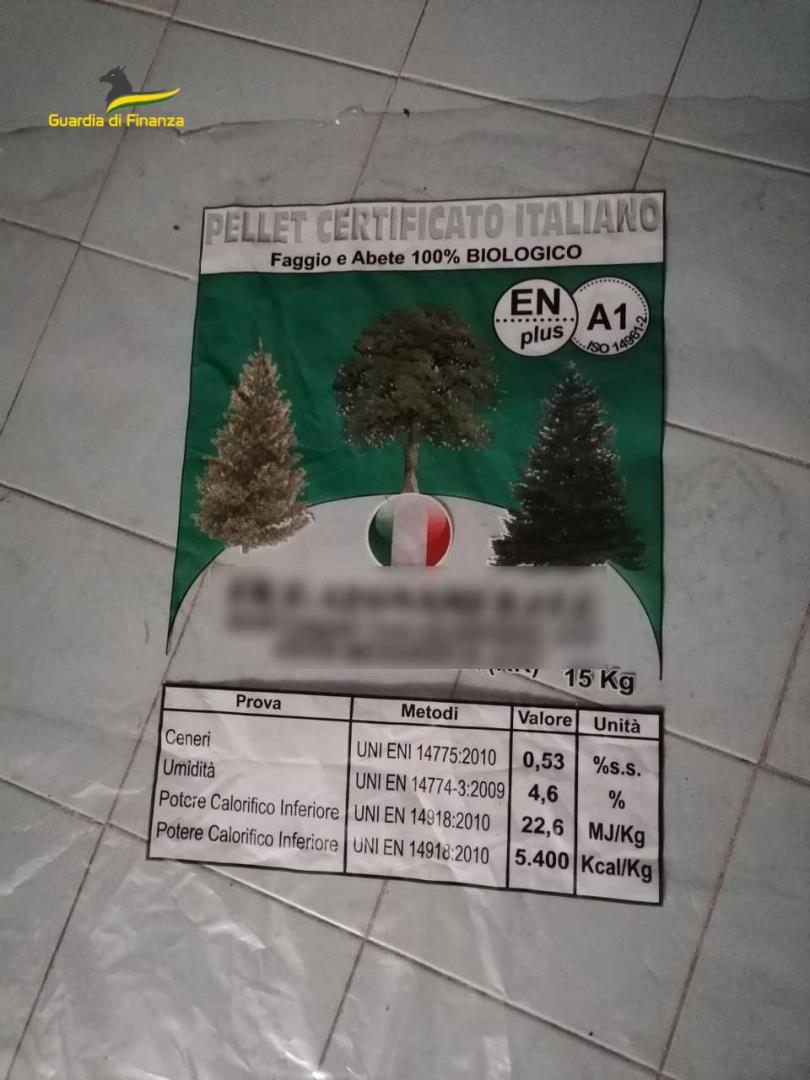 Guardia di Finanza
PELLET CERTIFICATO ITALIANO
Faggio e Abete 100% BIOLOGICO
EN
plus
A1
ISO 14961-2
15 Kg
Prova Metodi Valore Unità
Ceneri UNI ENI 14775:2010 0,53 %s.s.
Umidità UNI EN 14774-3:2009 4,6 %
Potere Calorifico Inferiore UNI EN 14918:2010 22,6 MJ/Kg
Potere Calorifico Inferiore UNI EN 14918:2010 5.400 Kcal/Kg